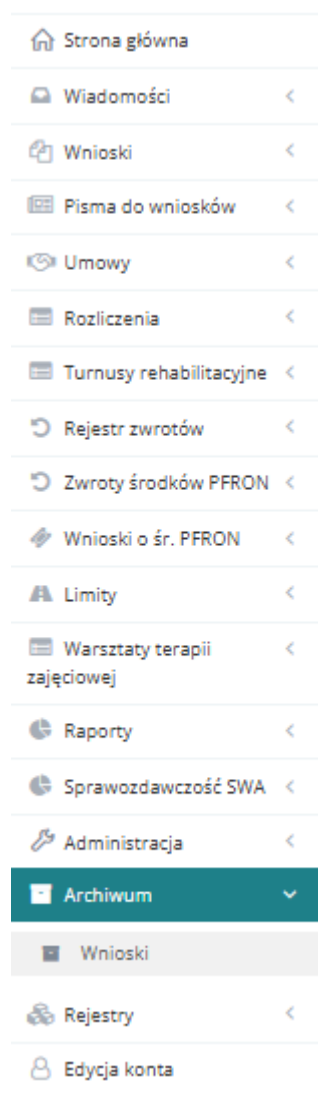 Strona główna
Wiadomości
Wnioski
Pisma do wniosków
Umowy
Rozliczenia
Turnusy rehabilitacyjne
Rejestr zwrotów
Zwroty środków PFRON
Wnioski o śr. PFRON
Limity
Warsztaty terapii
zajęciowej
Raporty
Sprawozdawczość SWA
Administracja
Archiwum
Wnioski
Rejestry
Edycja konta